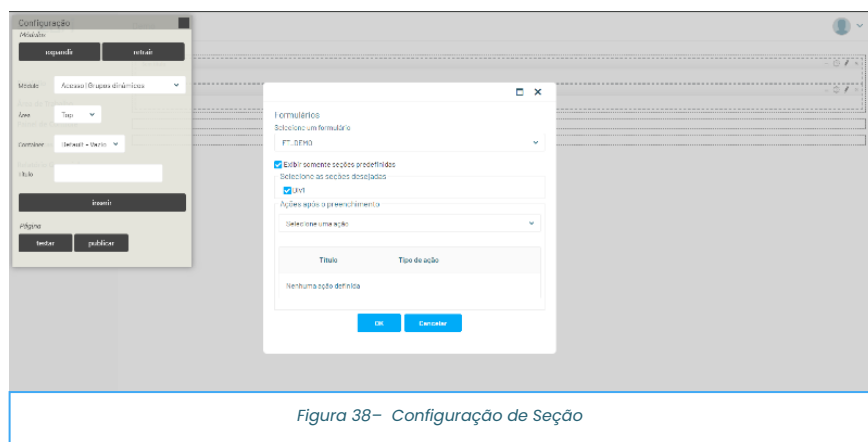 Configuração
Módulos
expandir retrair
Módulo Acesso | Grupos dinâmicos
Área Top
Container Default - Vazio
Título
inserir
Página
testar publicar
Formulários
Selecione um formulário
FT_DEMO
Exibir somente seções predefinidas
Selecione as seções desejadas
Div1
Ações após o preenchimento
Selecione uma ação
Título Tipo de ação
Nenhuma ação definida
OK Cancelar
Figura 38– Configuração de Seção